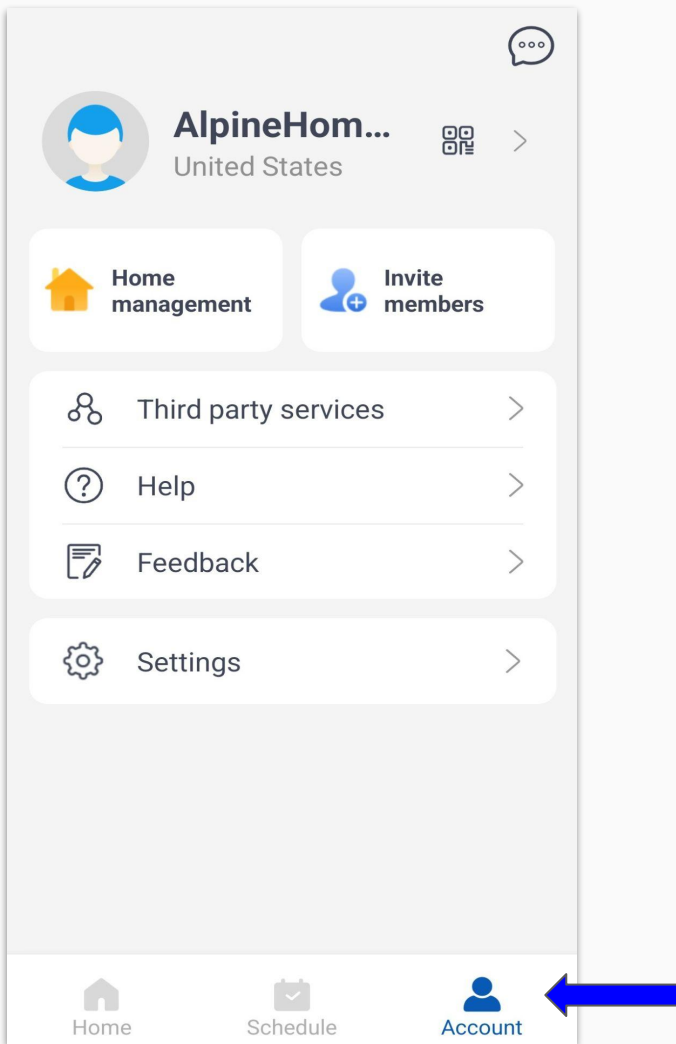 AlpineHom...
United States
Home
management
Invite
members
Third party services
Help
Feedback
Settings
Home
Schedule
Account